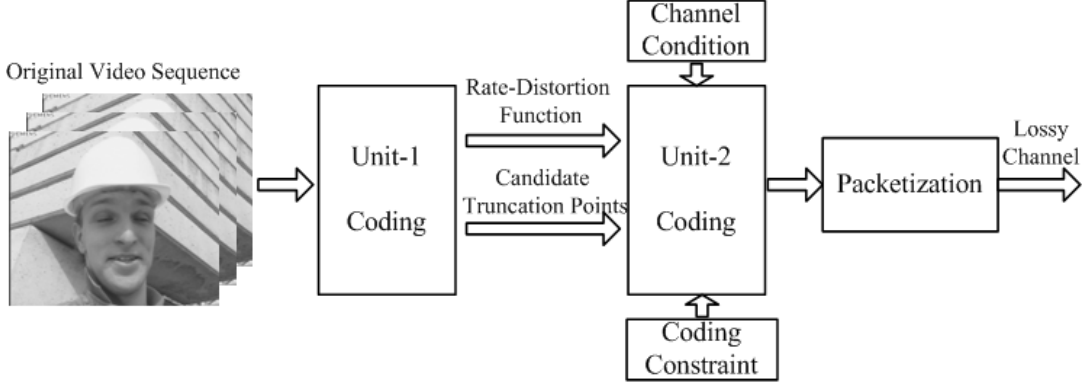 Original Video Sequence
SIEMENS
Unit-1
Coding
Rate-Distortion
Function
Candidate
Truncation Points
Channel
Condition
Unit-2
Coding
Coding
Constraint
Packetization
Lossy
Channel